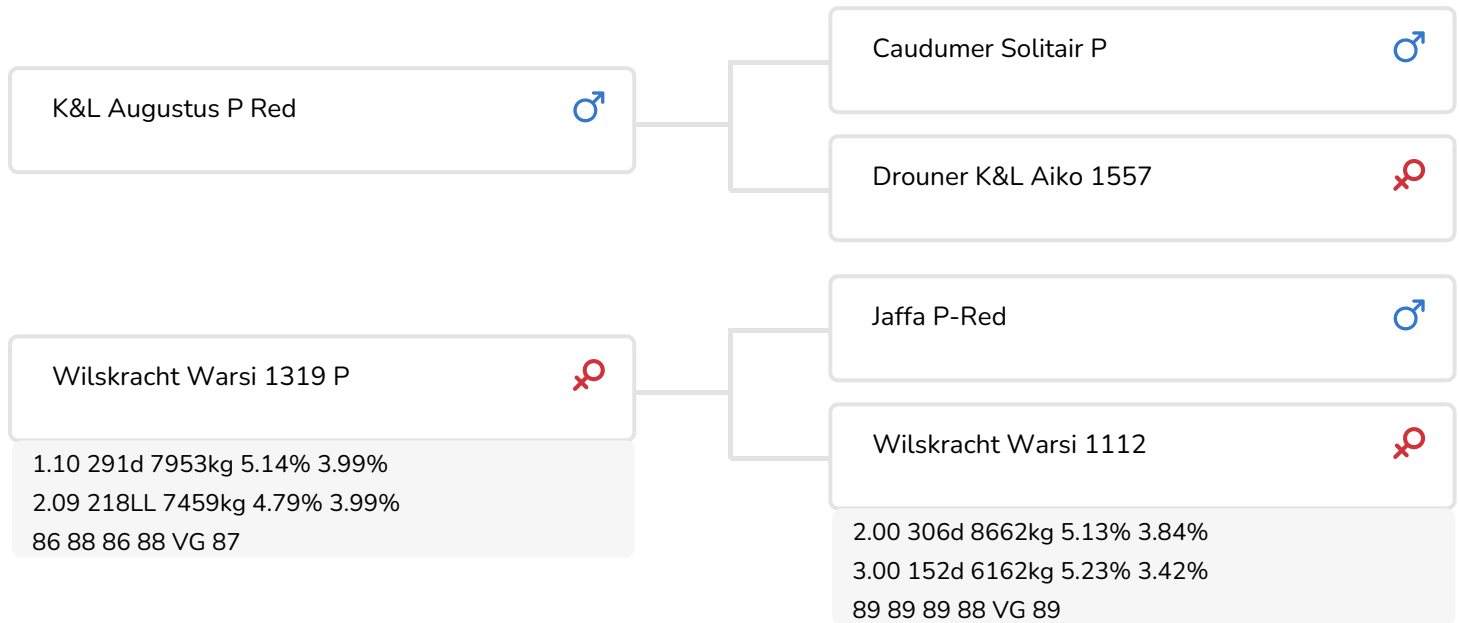 Caudumer Solitair P
K&L Augustus P Red
Drouner K&L Aiko 1557
Jaffa P-Red
Wilskracht Warsi 1319 P
1.10 291d 7953kg 5.14% 3.99%
2.09 218LL 7459kg 4.79% 3.99%
86 88 86 88 VG 87
Wilskracht Warsi 1112
2.00 306d 8662kg 5.13% 3.84%
3.00 152d 6162kg 5.23% 3.42%
89 89 89 88 VG 89